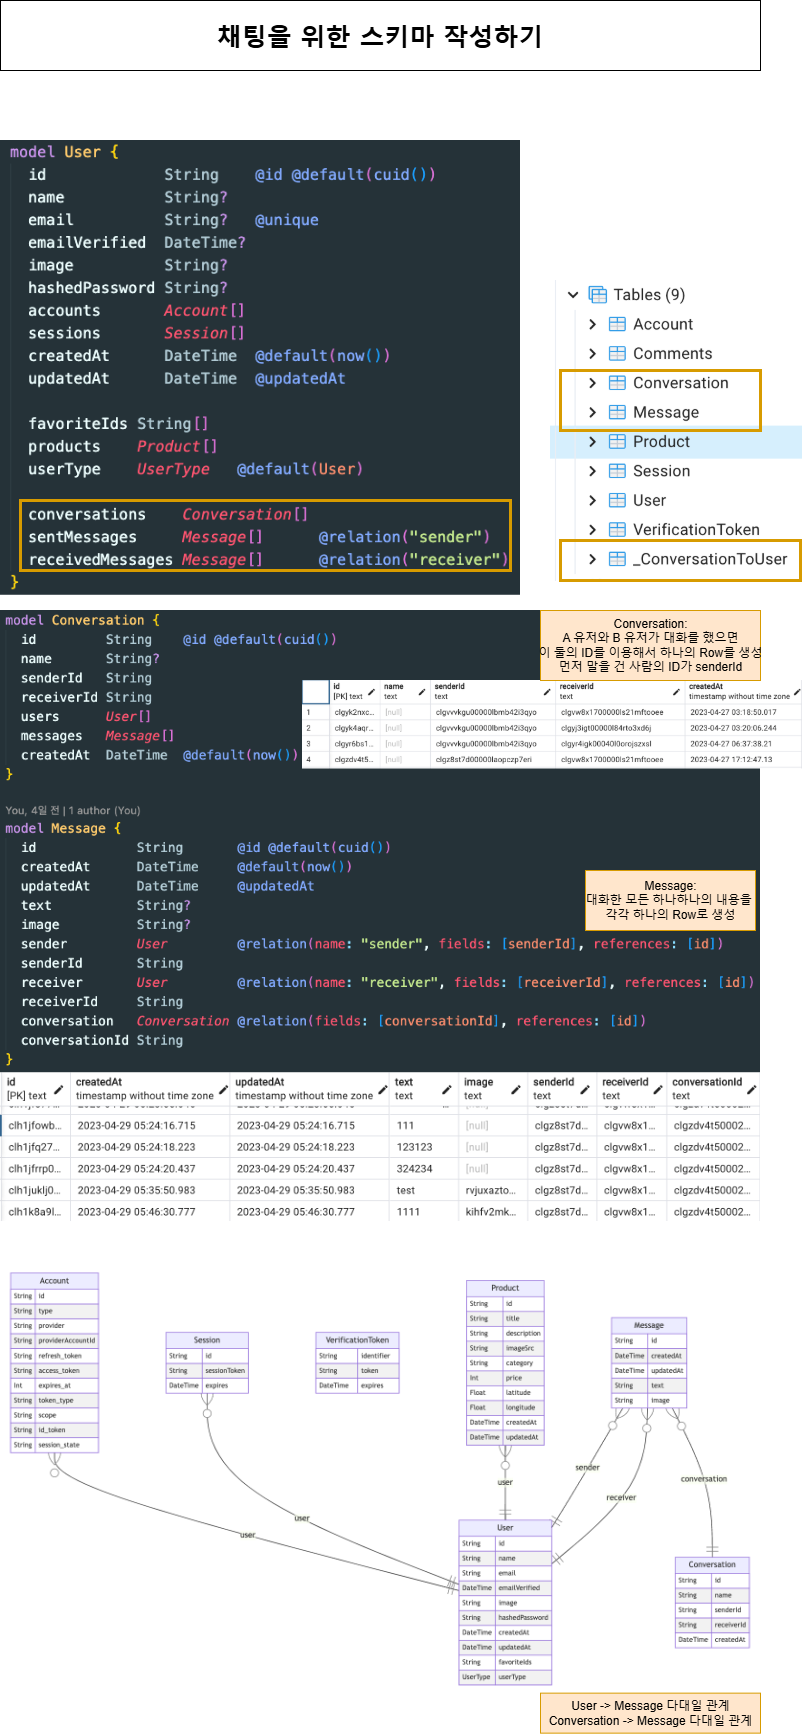 채팅을 위한 스키마 작성하기
model User {
id String @id @default(cuid())
name String?
email String? @unique
emailVerified DateTime?
image String?
hashedPassword String?
accounts Account[]
sessions Session[]
createdAt DateTime @default(now())
updatedAt DateTime @updatedAt
favoriteIds String[]
products Product[]
userType UserType @default(User)
conversations Conversation[]
sentMessages Message[] @relation("sender")
receivedMessages Message[] @relation("receiver")
}
Tables (9)
Account
Comments
Conversation
Message
Product
Session
User
VerificationToken
_ConversationToUser
model Conversation {
id String @id @default(cuid())
name String?
senderId String
receiverId String
users User[]
messages Message[]
createdAt DateTime @default(now())
}
Conversation:
A 유저와 B 유저가 대화를 했으면
이 둘의 ID를 이용해서 하나의 Row를 생성
먼저 말을 건 사람의 ID가 senderId
id name senderId receiverId createdAt
[PK] text text text text timestamp without time zone
1 clgyk2nxc... [null] clgvvvkgu00000lbmb42i3qyo clgvw8x1700000ls21mftooee 2023-04-27 03:18:50.017
2 clgyk4aqr... [null] clgvvvkgu00000lbmb42i3qyo clgyj3igt00000l84rto3xd6j 2023-04-27 03:20:06.244
3 clgyr6bs1... [null] clgvvvkgu00000lbmb42i3qyo clgyr4igk00040l0orojszxsl 2023-04-27 06:37:38.21
4 clgzdv4t5... [null] clgz8st7d00000laopczp7eri clgvw8x1700000ls21mftooee 2023-04-27 17:12:47.13
You, 4일 전 | 1 author (You)
model Message {
id String @id @default(cuid())
createdAt DateTime @default(now())
updatedAt DateTime @updatedAt
text String?
image String?
sender User @relation(name: "sender", fields: [senderId], references: [id])
senderId String
receiver User @relation(name: "receiver", fields: [receiverId], references: [id])
receiverId String
conversation Conversation @relation(fields: [conversationId], references: [id])
conversationId String
}
Message:
대화한 모든 하나하나의 내용을
각각 하나의 Row로 생성
id createdAt updatedAt text image senderId receiverId conversationId
[PK] text timestamp without time zone timestamp without time zone text text text text text
clh1jfowb... 2023-04-29 05:24:16.715 2023-04-29 05:24:16.715 111 [null] clgz8st7d... clgvw8x1... clgzdv4t50002...
clh1jfq27... 2023-04-29 05:24:18.223 2023-04-29 05:24:18.223 123123 [null] clgz8st7d... clgvw8x1... clgzdv4t50002...
clh1jfrrp0... 2023-04-29 05:24:20.437 2023-04-29 05:24:20.437 324234 [null] clgz8st7d... clgvw8x1... clgzdv4t50002...
clh1juklj0... 2023-04-29 05:35:50.983 2023-04-29 05:35:50.983 test rvjuxazto... clgz8st7d... clgvw8x1... clgzdv4t50002...
clh1k8a9l... 2023-04-29 05:46:30.777 2023-04-29 05:46:30.777 1111 kihfv2mk... clgz8st7d... clgvw8x1... clgzdv4t50002...
Account
String id
String type
String provider
String providerAccountId
String refresh_token
String access_token
Int expires_at
String token_type
String scope
String id_token
String session_state
Session
String id
String sessionToken
DateTime expires
VerificationToken
String identifier
String token
DateTime expires
Product
String id
String title
String description
String imageSrc
String category
Int price
Float latitude
Float longitude
DateTime createdAt
DateTime updatedAt
Message
String id
DateTime createdAt
DateTime updatedAt
String text
String image
user
user
user
sender
receiver
conversation
User
String id
String name
String email
DateTime emailVerified
String image
String hashedPassword
DateTime createdAt
DateTime updatedAt
String favoriteIds
UserType userType
Conversation
String id
String name
String senderId
String receiverId
DateTime createdAt
User -> Message 다대일 관계
Conversation -> Message 다대일 관계